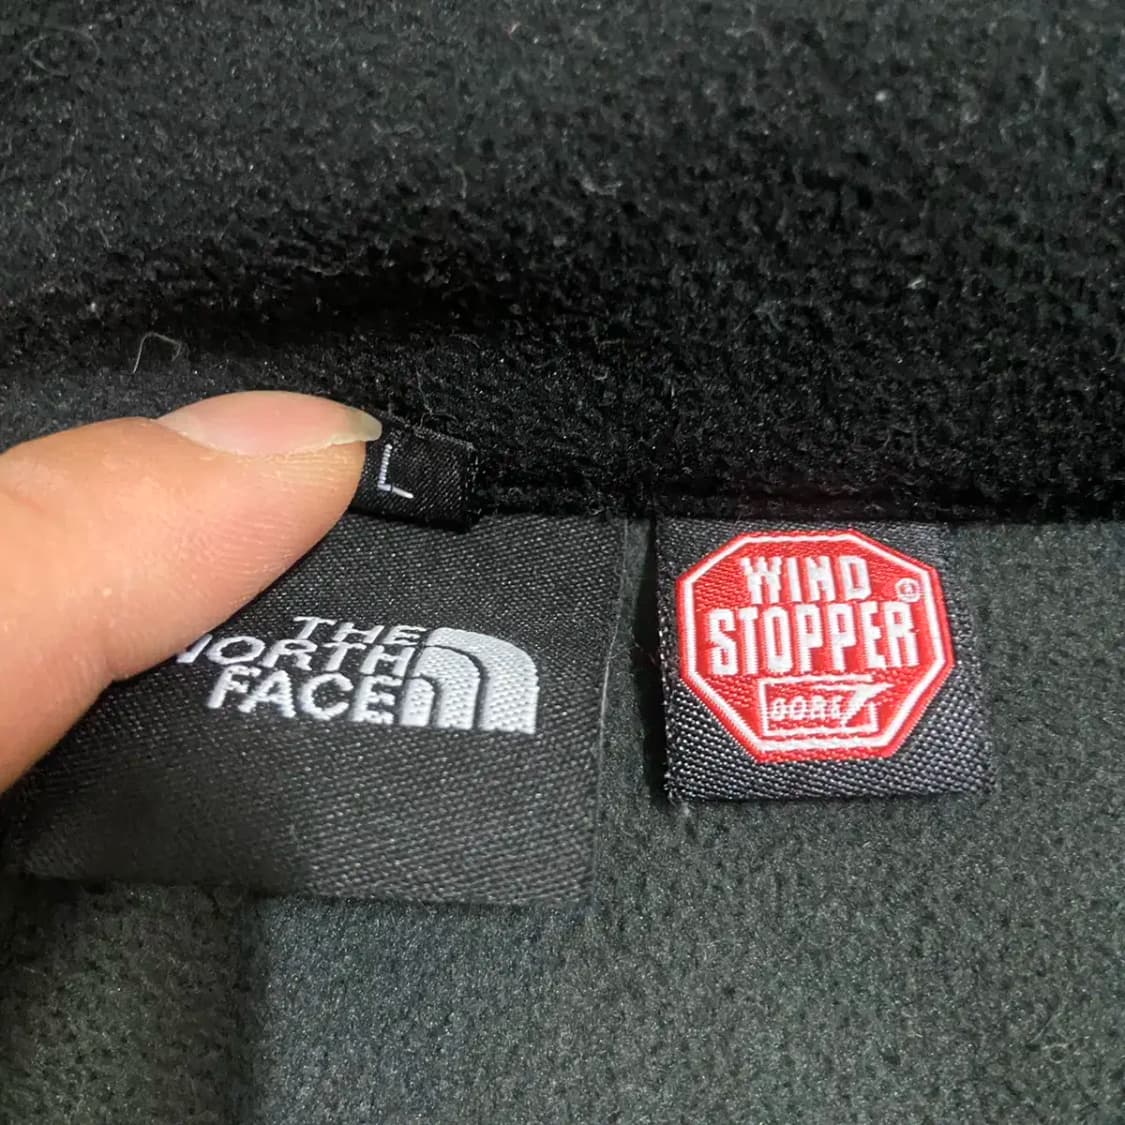 L
THE
NORTH
FACE
WIND
STOPPER
®
GORE